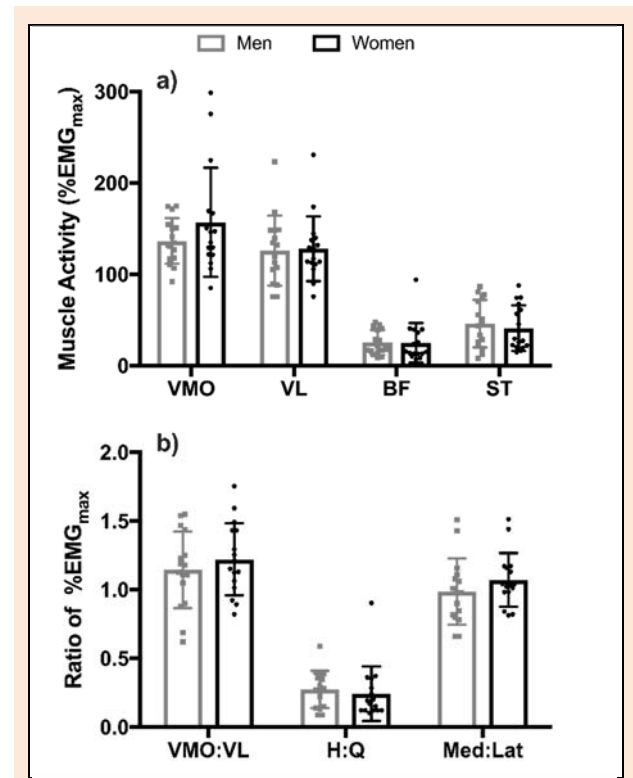 Men Women
a)
Muscle Activity (%EMGmax)
300
200
100
0
VMO VL BF ST
b)
Ratio of %EMGmax
2.0
1.5
1.0
0.5
0.0
VMO:VL H:Q Med:Lat